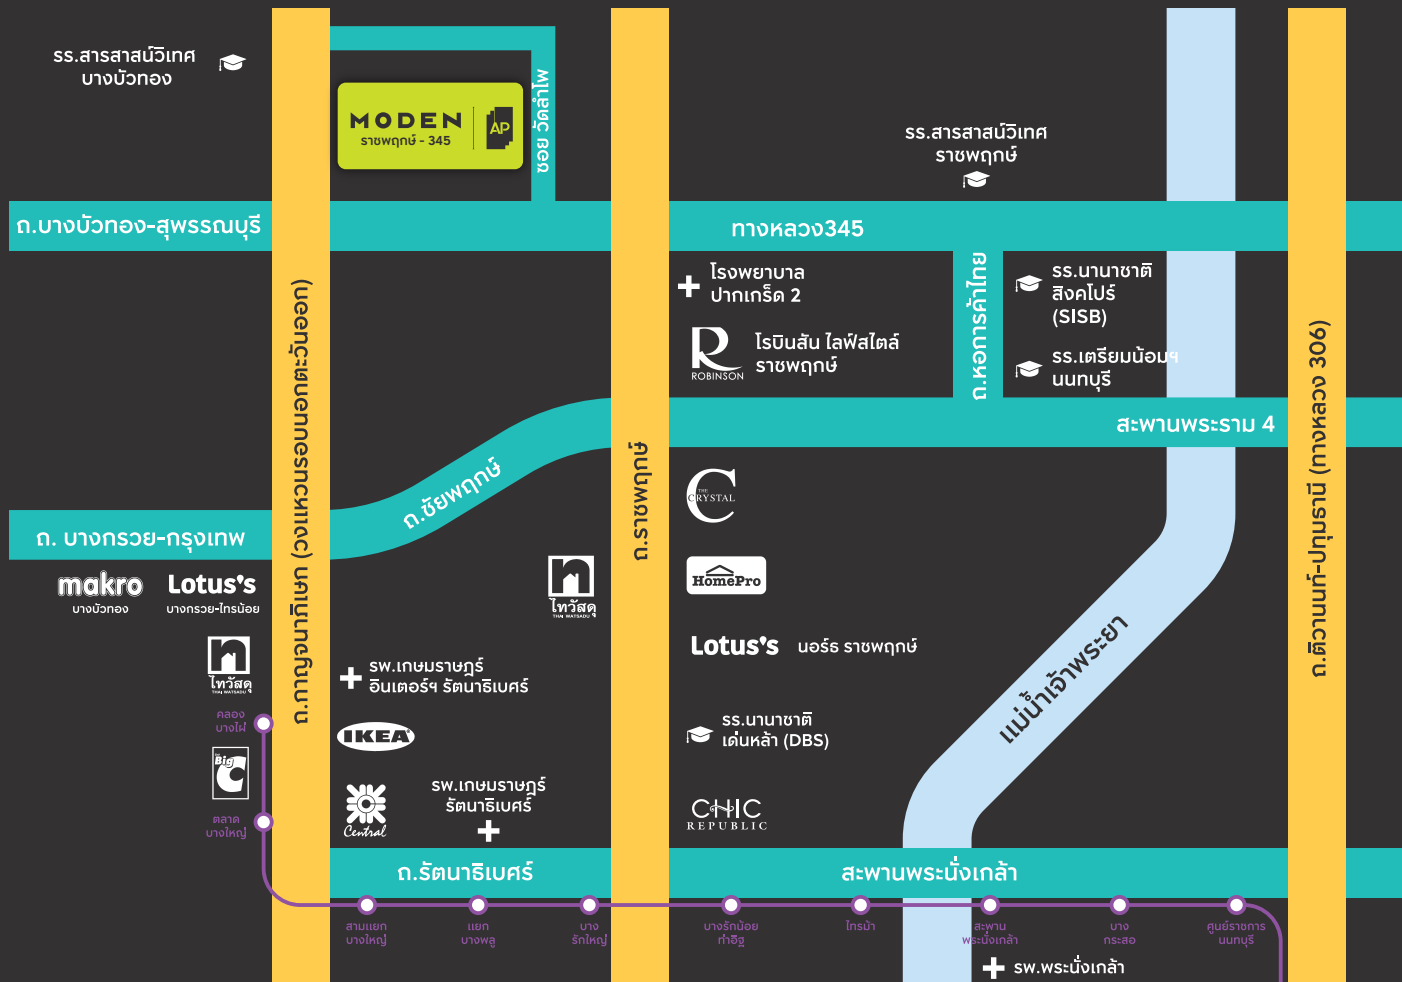 รร.สารสาสน์วิเทศ
บางบัวทอง
MODEN
ราชพฤกษ์ - 345
AP
ซอย วัดลำโพ
รร.สารสาสน์วิเทศ
ราชพฤกษ์
ถ.บางบัวทอง-สุพรรณบุรี
ทางหลวง345
โรงพยาบาล
ปากเกร็ด 2
ROBINSON
โรบินสัน ไลฟ์สไตล์
ราชพฤกษ์
ถ.หอการค้าไทย
รร.นานาชาติ
สิงคโปร์
(SISB)
รร.เตรียมน้อมฯ
นนทบุรี
ถ.กาญจนาภิเษก (วงแหวนรอบนอกตะวันตก)
ถ.ราชพฤกษ์
ถ.ติวานนท์-ปทุมธานี (ทางหลวง 306)
สะพานพระราม 4
ถ.ชัยพฤกษ์
THE
CRYSTAL
ถ. บางกรวย-กรุงเทพ
makro
บางบัวทอง
Lotus's
บางกรวย-ไทรน้อย
ไทวัสดุ
THAI WATSADU
HomePro
Lotus's นอร์ธ ราชพฤกษ์
ไทวัสดุ
THAI WATSADU
รพ.เกษมราษฎร์
อินเตอร์ฯ รัตนาธิเบศร์
แม่น้ำเจ้าพระยา
คลอง
บางไผ่
IKEA
รร.นานาชาติ
เด่นหล้า (DBS)
Big
C
ตลาด
บางใหญ่
Central
รพ.เกษมราษฎร์
รัตนาธิเบศร์
CHIC
REPUBLIC
ถ.รัตนาธิเบศร์
สะพานพระนั่งเกล้า
สามแยก
บางใหญ่
แยก
บางพลู
บาง
รักใหญ่
บางรักน้อย
ท่าอิฐ
ไทรม้า
สะพาน
พระนั่งเกล้า
บาง
กระสอ
ศูนย์ราชการ
นนทบุรี
รพ.พระนั่งเกล้า